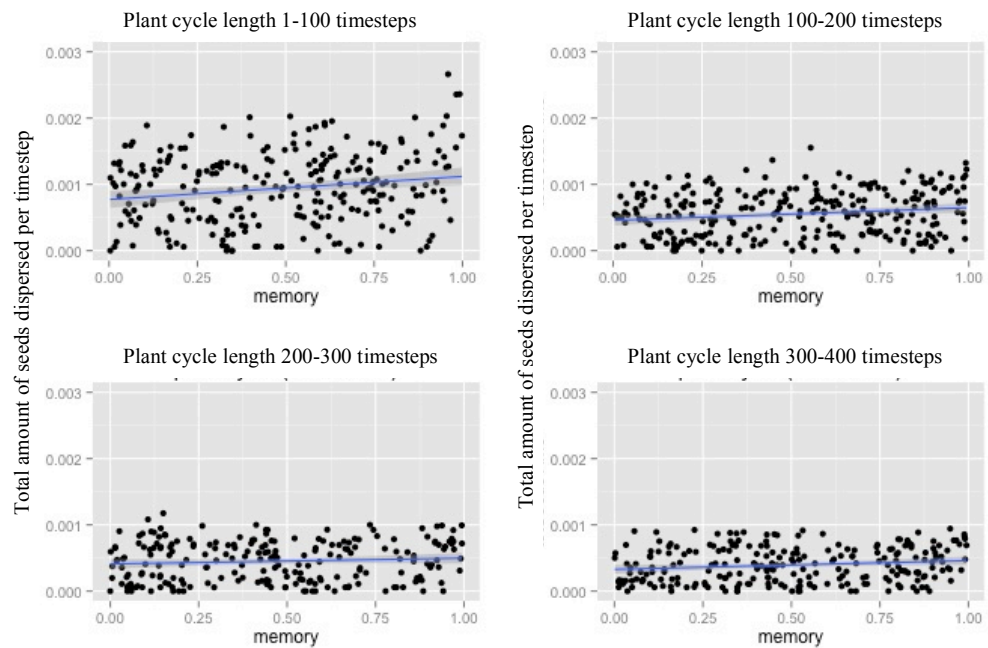 Plant cycle length 1-100 timesteps
Total amount of seeds dispersed per timestep
0.003
0.002
0.001
0.000
0.00 0.25 0.50 0.75 1.00
memory
Plant cycle length 100-200 timesteps
Total amount of seeds dispersed per timestep
0.003
0.002
0.001
0.000
0.00 0.25 0.50 0.75 1.00
memory
Plant cycle length 200-300 timesteps
0.003
0.002
0.001
0.000
0.00 0.25 0.50 0.75 1.00
memory
Plant cycle length 300-400 timesteps
0.003
0.002
0.001
0.000
0.00 0.25 0.50 0.75 1.00
memory